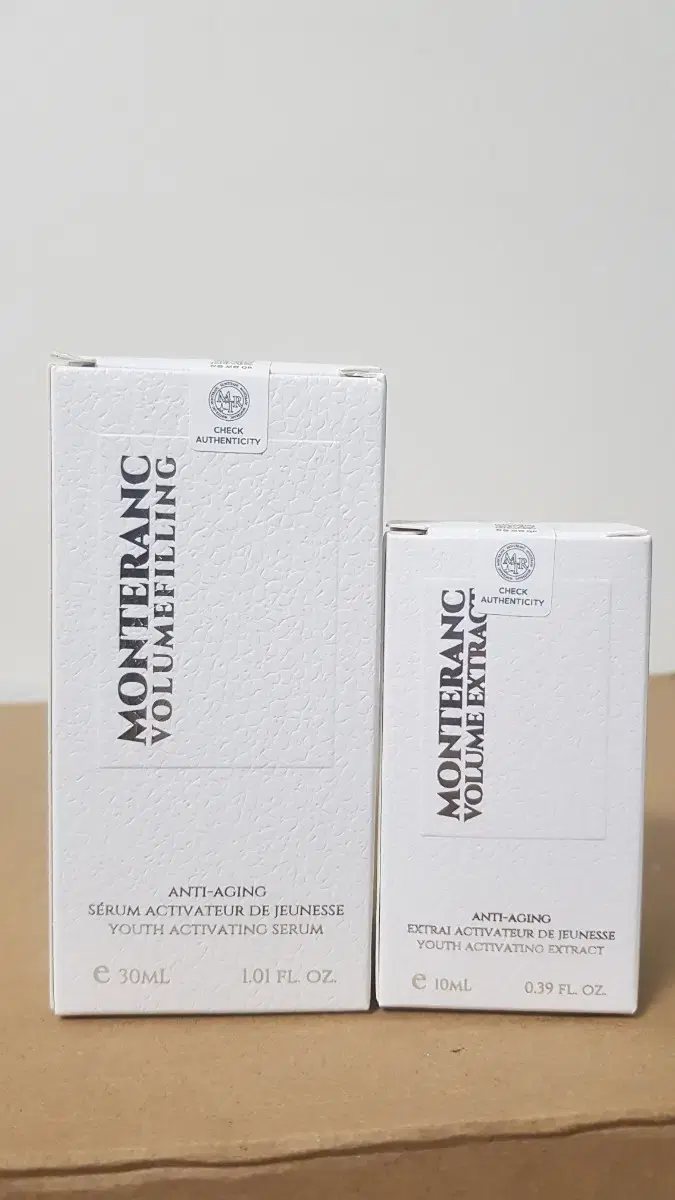 CHECK
AUTHENTICITY
MONTERANC
VOLUMEFILLING
ANTI-AGING
SÉRUM ACTIVATEUR DE JEUNESSE
YOUTH ACTIVATING SERUM
e 30ML 1.01 FL. OZ.
CHECK
AUTHENTICITY
MONTERANC
VOLUME EXTRACT
ANTI-AGING
EXTRAI ACTIVATEUR DE JEUNESSE
YOUTH ACTIVATING EXTRACT
e 10ML 0.39 FL. OZ.